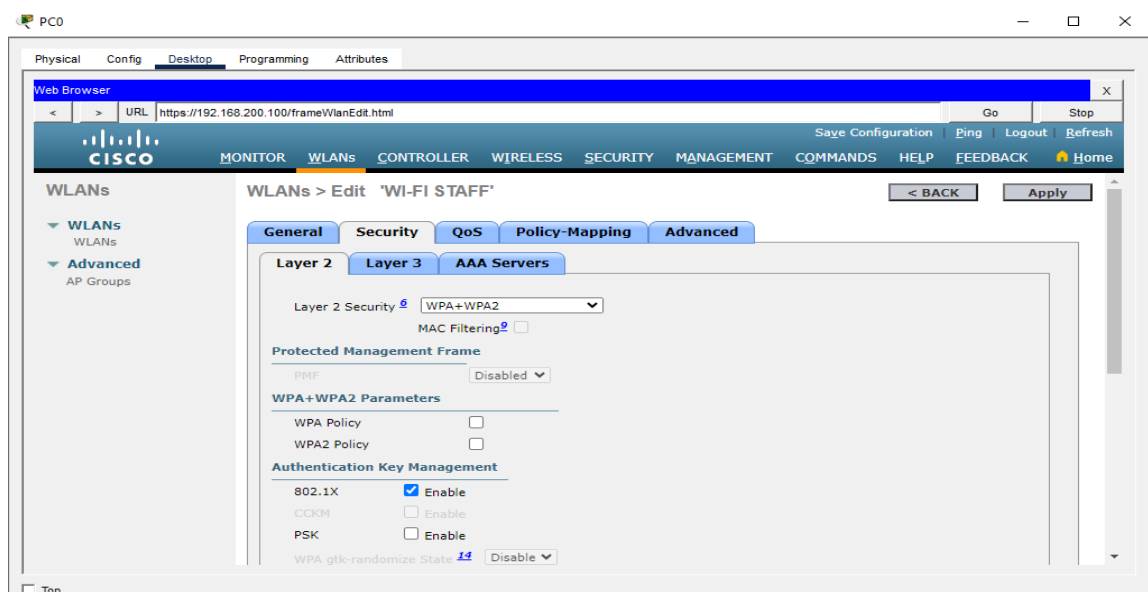 PC0
Physical Config Desktop Programming Attributes
Web Browser X
< > URL https://192.168.200.100/frameWlanEdit.html Go Stop
Save Configuration Ping Logout Refresh
CISCO MONITOR WLANs CONTROLLER WIRELESS SECURITY MANAGEMENT COMMANDS HELP FEEDBACK Home
WLANs WLANs > Edit 'WI-FI STAFF' < BACK Apply
WLANs
WLANs
Advanced
AP Groups
General Security QoS Policy-Mapping Advanced
Layer 2 Layer 3 AAA Servers
Layer 2 Security 6 WPA+WPA2
MAC Filtering 9
Protected Management Frame
PMF Disabled
WPA+WPA2 Parameters
WPA Policy
WPA2 Policy
Authentication Key Management
802.1X Enable
CCKM Enable
PSK Enable
WPA gtk-randomize State 14 Disable
Top